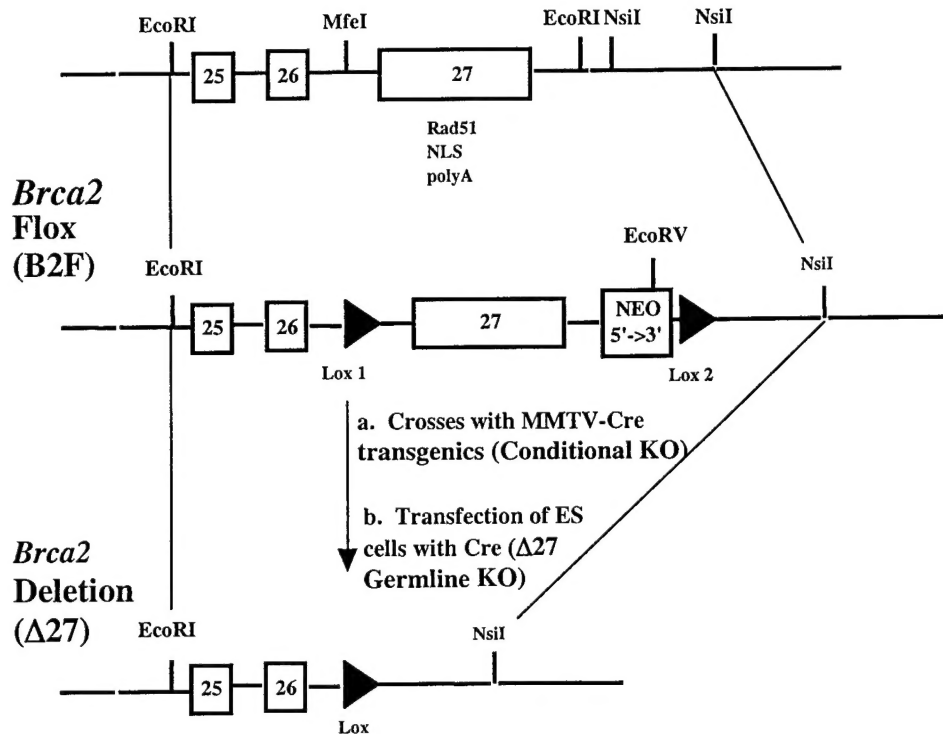 EcoRI MfeI EcoRI NsiI NsiI
25 26 27
Rad51
NLS
polyA
Brca2
Flox
(B2F)
EcoRV
EcoRI NsiI
25 26 27 NEO
5'->3'
Lox 1 Lox 2
a. Crosses with MMTV-Cre
transgenics (Conditional KO)
b. Transfection of ES
cells with Cre (Δ27
Germline KO)
Brca2
Deletion
(Δ27)
EcoRI NsiI
25 26
Lox